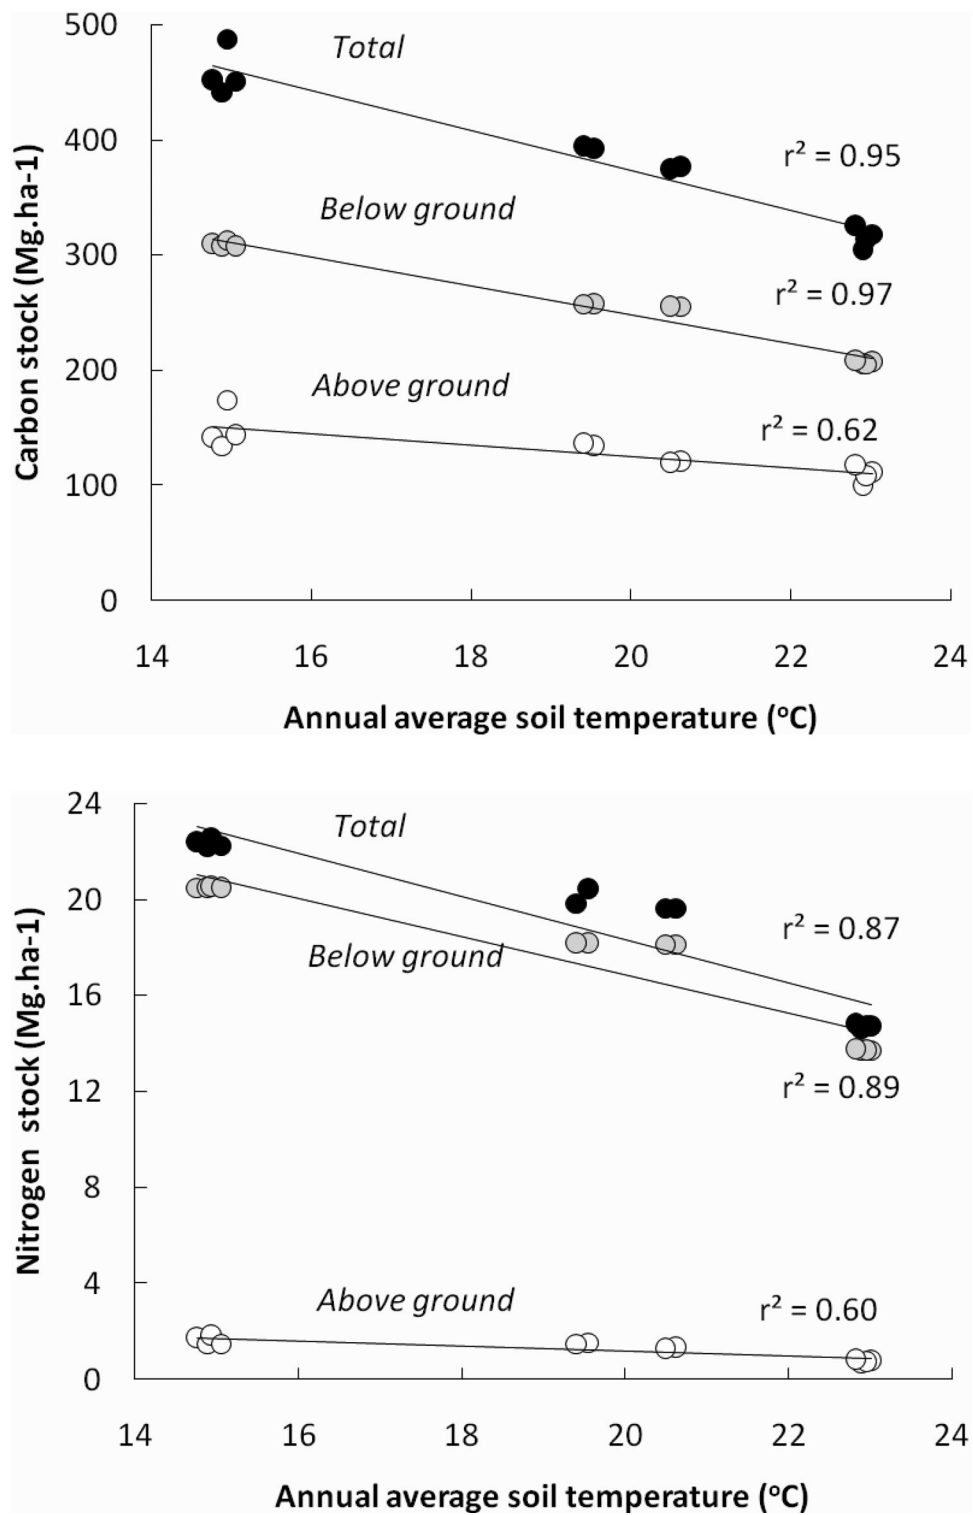 500
Total
400
r² = 0.95
Carbon stock (Mg.ha-1)
Below ground
300
r² = 0.97
200
Above ground
r² = 0.62
100
0
14 16 18 20 22 24
Annual average soil temperature (ºC)
24
Total
20
r² = 0.87
Below ground
16
Nitrogen stock (Mg.ha-1)
12
r² = 0.89
8
4
Above ground
r² = 0.60
0
14 16 18 20 22 24
Annual average soil temperature (ºC)